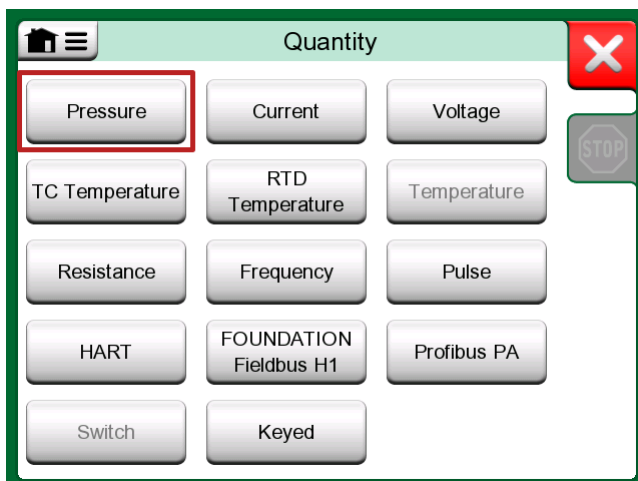 Quantity
Pressure
Current
Voltage
STOP
TC Temperature
RTD
Temperature
Temperature
Resistance
Frequency
Pulse
HART
FOUNDATION
Fieldbus H1
Profibus PA
Switch
Keyed